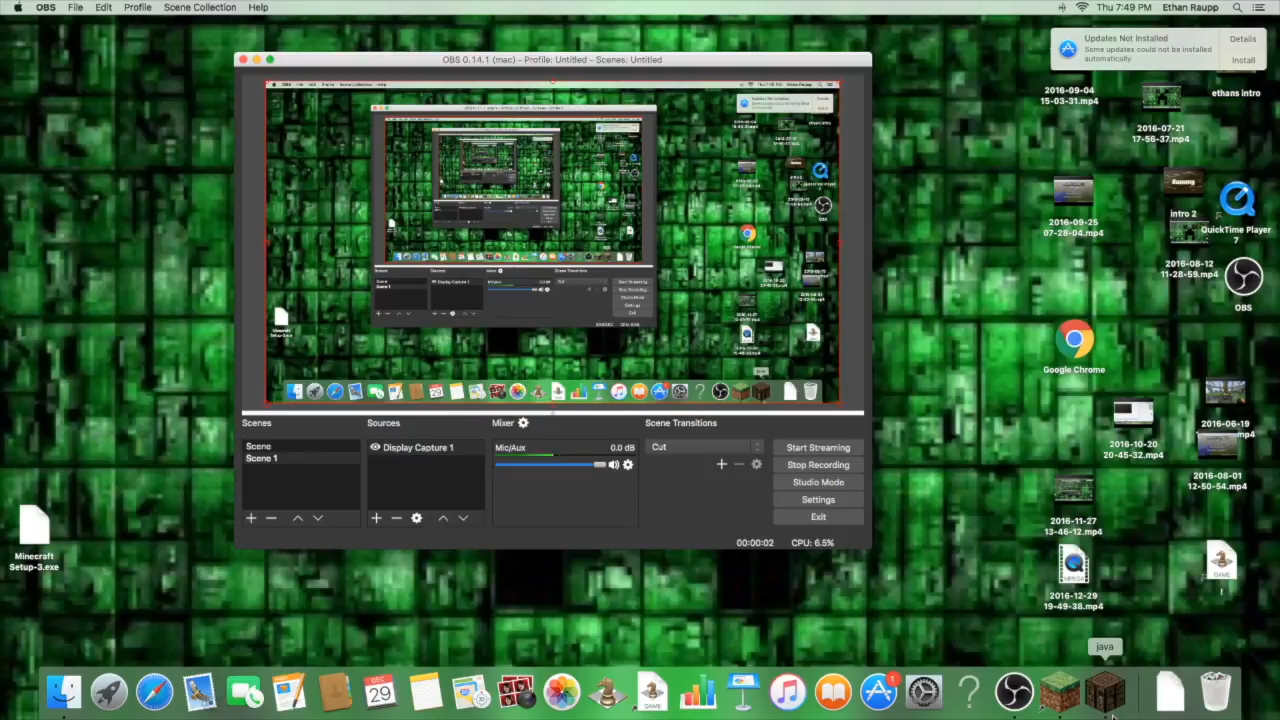 OBS File Edit Profile Scene Collection Help
Thu 7:49 PM Ethan Raupp
Updates Not Installed
Some updates could not be installed
automatically.
Details
Install
OBS 0.14.1 (mac) - Profile: Untitled - Scenes: Untitled
Scenes
Scene
Scene 1
Sources
Display Capture 1
Mixer
Mic/Aux 0.0 dB
Scene Transitions
Cut
Start Streaming
Stop Recording
Studio Mode
Settings
Exit
00:00:02 CPU: 6.5%
Minecraft
Setup-3.exe
2016-09-04
15-03-31.mp4
ethans intro
2016-07-21
17-56-37.mp4
2016-09-25
07-28-04.mp4
intro 2
QuickTime Player
7
2016-08-12
11-28-59.mp4
OBS
Google Chrome
2016-10-20
20-45-32.mp4
2016-06-19
mp4
2016-08-01
12-50-54.mp4
2016-11-27
13-46-12.mp4
MPEG4
2016-12-29
19-49-38.mp4
GAME
!
java
DEC
29
GAME
1